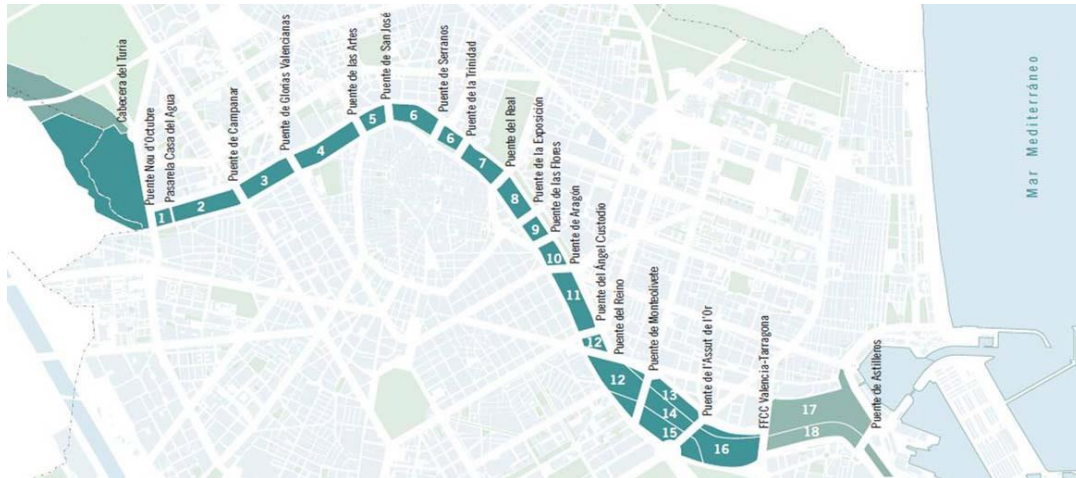 Cabecera del Turia
Puente Nou d'Octubre
Pasarela Casa del Agua
Puente de Campanar
Puente de Glorias Valencianas
Puente de las Artes
Puente de San José
Puente de Serranos
Puente de la Trinidad
Puente del Real
Puente de la Exposición
Puente de las Flores
Puente de Aragón
Puente del Ángel Custodio
Puente del Reino
Puente de Monteolivete
Puente de l'Assut de l'Or
FFCC Valencia-Tarragona
Puente de Astilleros
Mar Mediterráneo
1
2
3
4
5
6
6
7
8
9
10
11
12
12
13
14
15
16
17
18